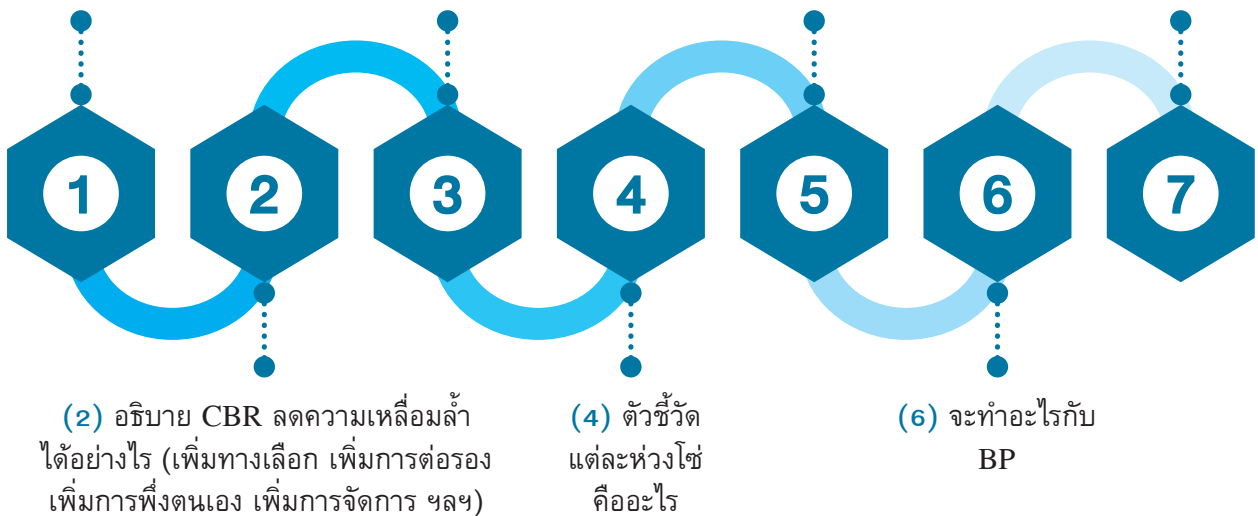 1 2 3 4 5 6 7
(2) อธิบาย CBR ลดความเหลื่อมล้ำ
ได้อย่างไร (เพิ่มทางเลือก เพิ่มการต่อรอง
เพิ่มการพึ่งตนเอง เพิ่มการจัดการ ฯลฯ)
(4) ตัวชี้วัด
แต่ละห่วงโซ่
คืออะไร
(6) จะทำอะไรกับ
BP